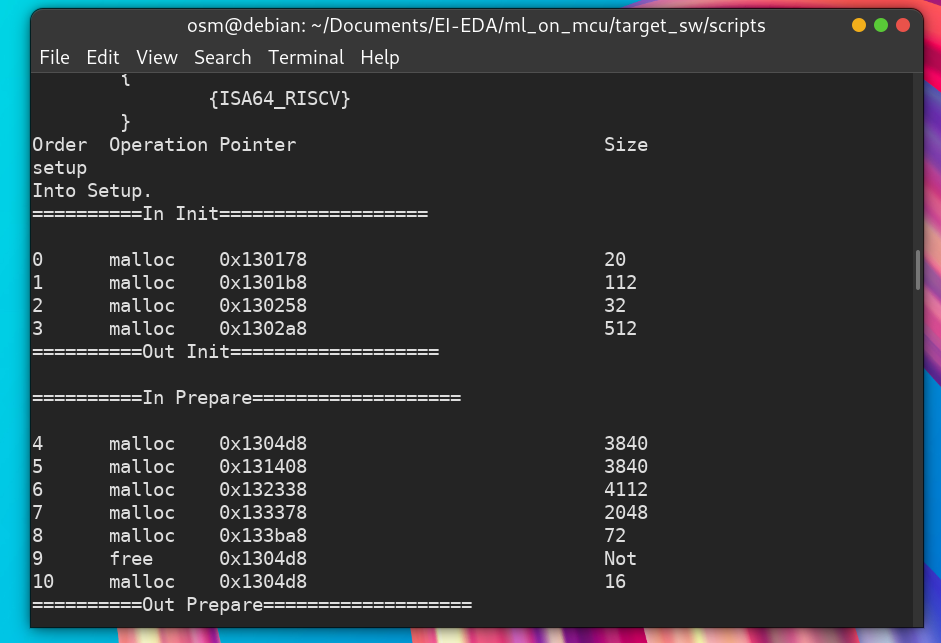 osm@debian: ~/Documents/EI-EDA/ml_on_mcu/target_sw/scripts
File Edit View Search Terminal Help
{
{ISA64_RISCV}
}
Order Operation Pointer Size
setup
Into Setup.
==========In Init===================
0 malloc 0x130178 20
1 malloc 0x1301b8 112
2 malloc 0x130258 32
3 malloc 0x1302a8 512
==========Out Init===================
==========In Prepare===================
4 malloc 0x1304d8 3840
5 malloc 0x131408 3840
6 malloc 0x132338 4112
7 malloc 0x133378 2048
8 malloc 0x133ba8 72
9 free 0x1304d8 Not
10 malloc 0x1304d8 16
==========Out Prepare===================